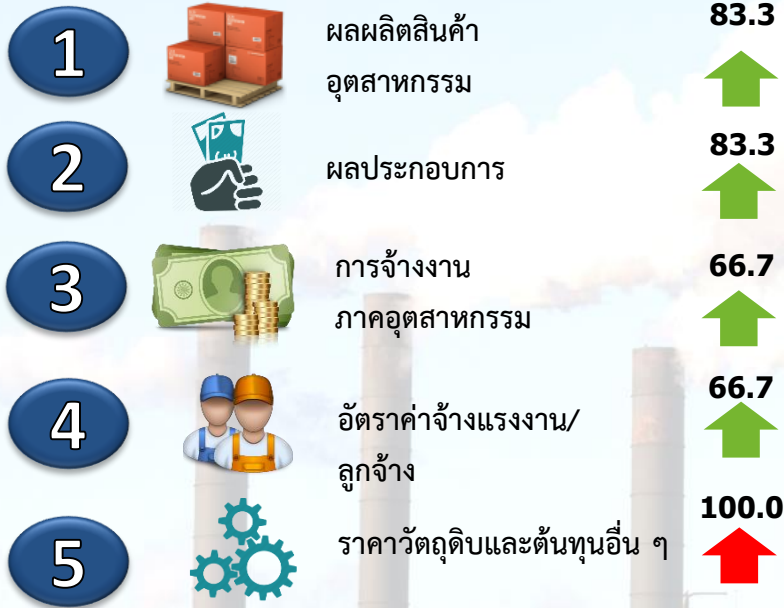 1
ผลผลิตสินค้า
อุตสาหกรรม
83.3
2
ผลประกอบการ
83.3
3
การจ้างงาน
ภาคอุตสาหกรรม
66.7
4
อัตราค่าจ้างแรงงาน/
ลูกจ้าง
66.7
5
ราคาวัตถุดิบและต้นทุนอื่น ๆ
100.0